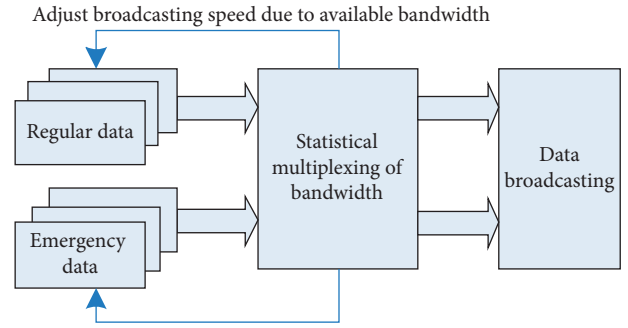 Adjust broadcasting speed due to available bandwidth
Regular data
Statistical
multiplexing of
bandwidth
Data
broadcasting
Emergency
data